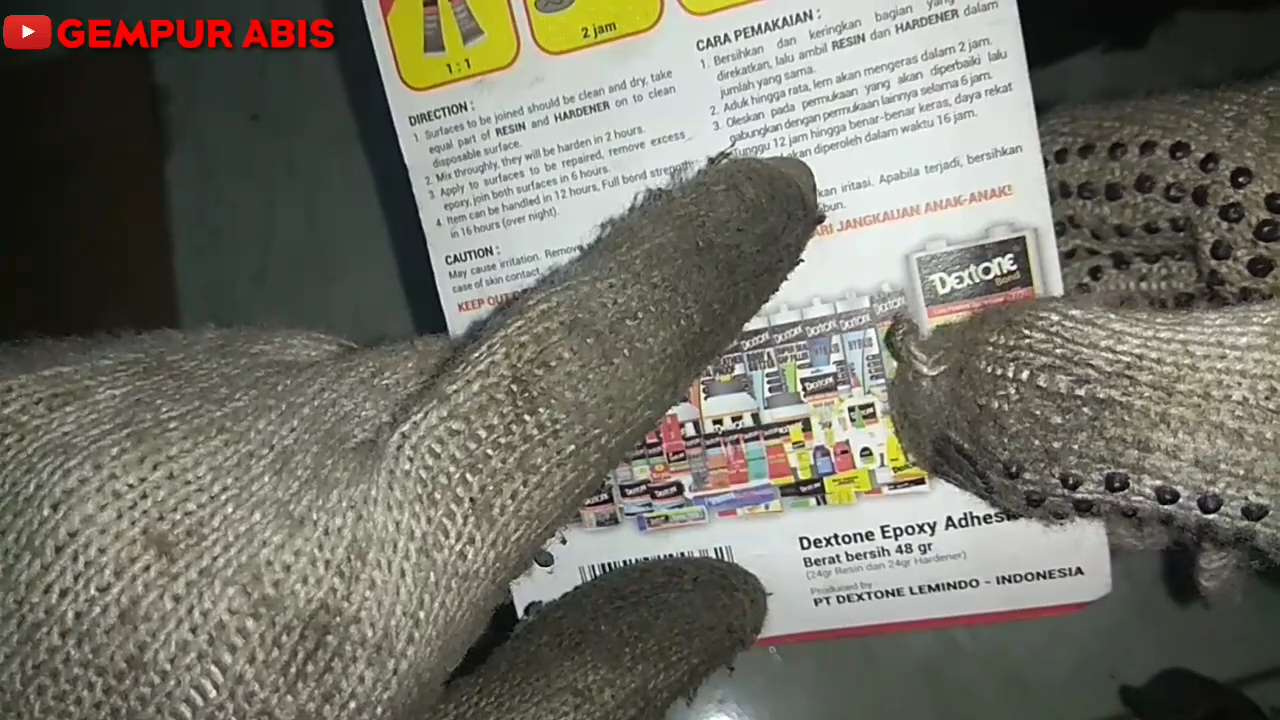 GEMPUR ABIS
1 : 1
2 jam
DIRECTION :
1. Surfaces to be joined should be clean and dry, take
equal part of RESIN and HARDENER on to clean
disposable surface.
2. Mix throughly, they will be harden in 2 hours.
3. Apply to surfaces to be repaired, remove excess
epoxy, join both surfaces in 6 hours.
4. Item can be handled in 12 hours, Full bond strength
in 16 hours (over night).
CAUTION :
May cause irritation. Remove
case of skin contact,
KEEP OUT
CARA PEMAKAIAN :
1. Bersihkan dan keringkan bagian yang
direkatkan, lalu ambil RESIN dan HARDENER dalam
jumlah yang sama.
2. Aduk hingga rata, lem akan mengeras dalam 2 jam.
3. Oleskan pada permukaan yang akan diperbaiki lalu
gabungkan dengan permukaan lainnya selama 6 jam.
Tunggu 12 jam hingga benar-benar keras, daya rekat
diperoleh dalam waktu 16 jam.
iritasi. Apabila terjadi, bersihkan
JANGKAUAN ANAK-ANAK!
DEXTONE
Bond
Dextone Epoxy
Berat bersih 48 gr
(24gr Resin dan 24gr Hardener)
Produced by
PT DEXTONE LEMINDO - INDONESIA